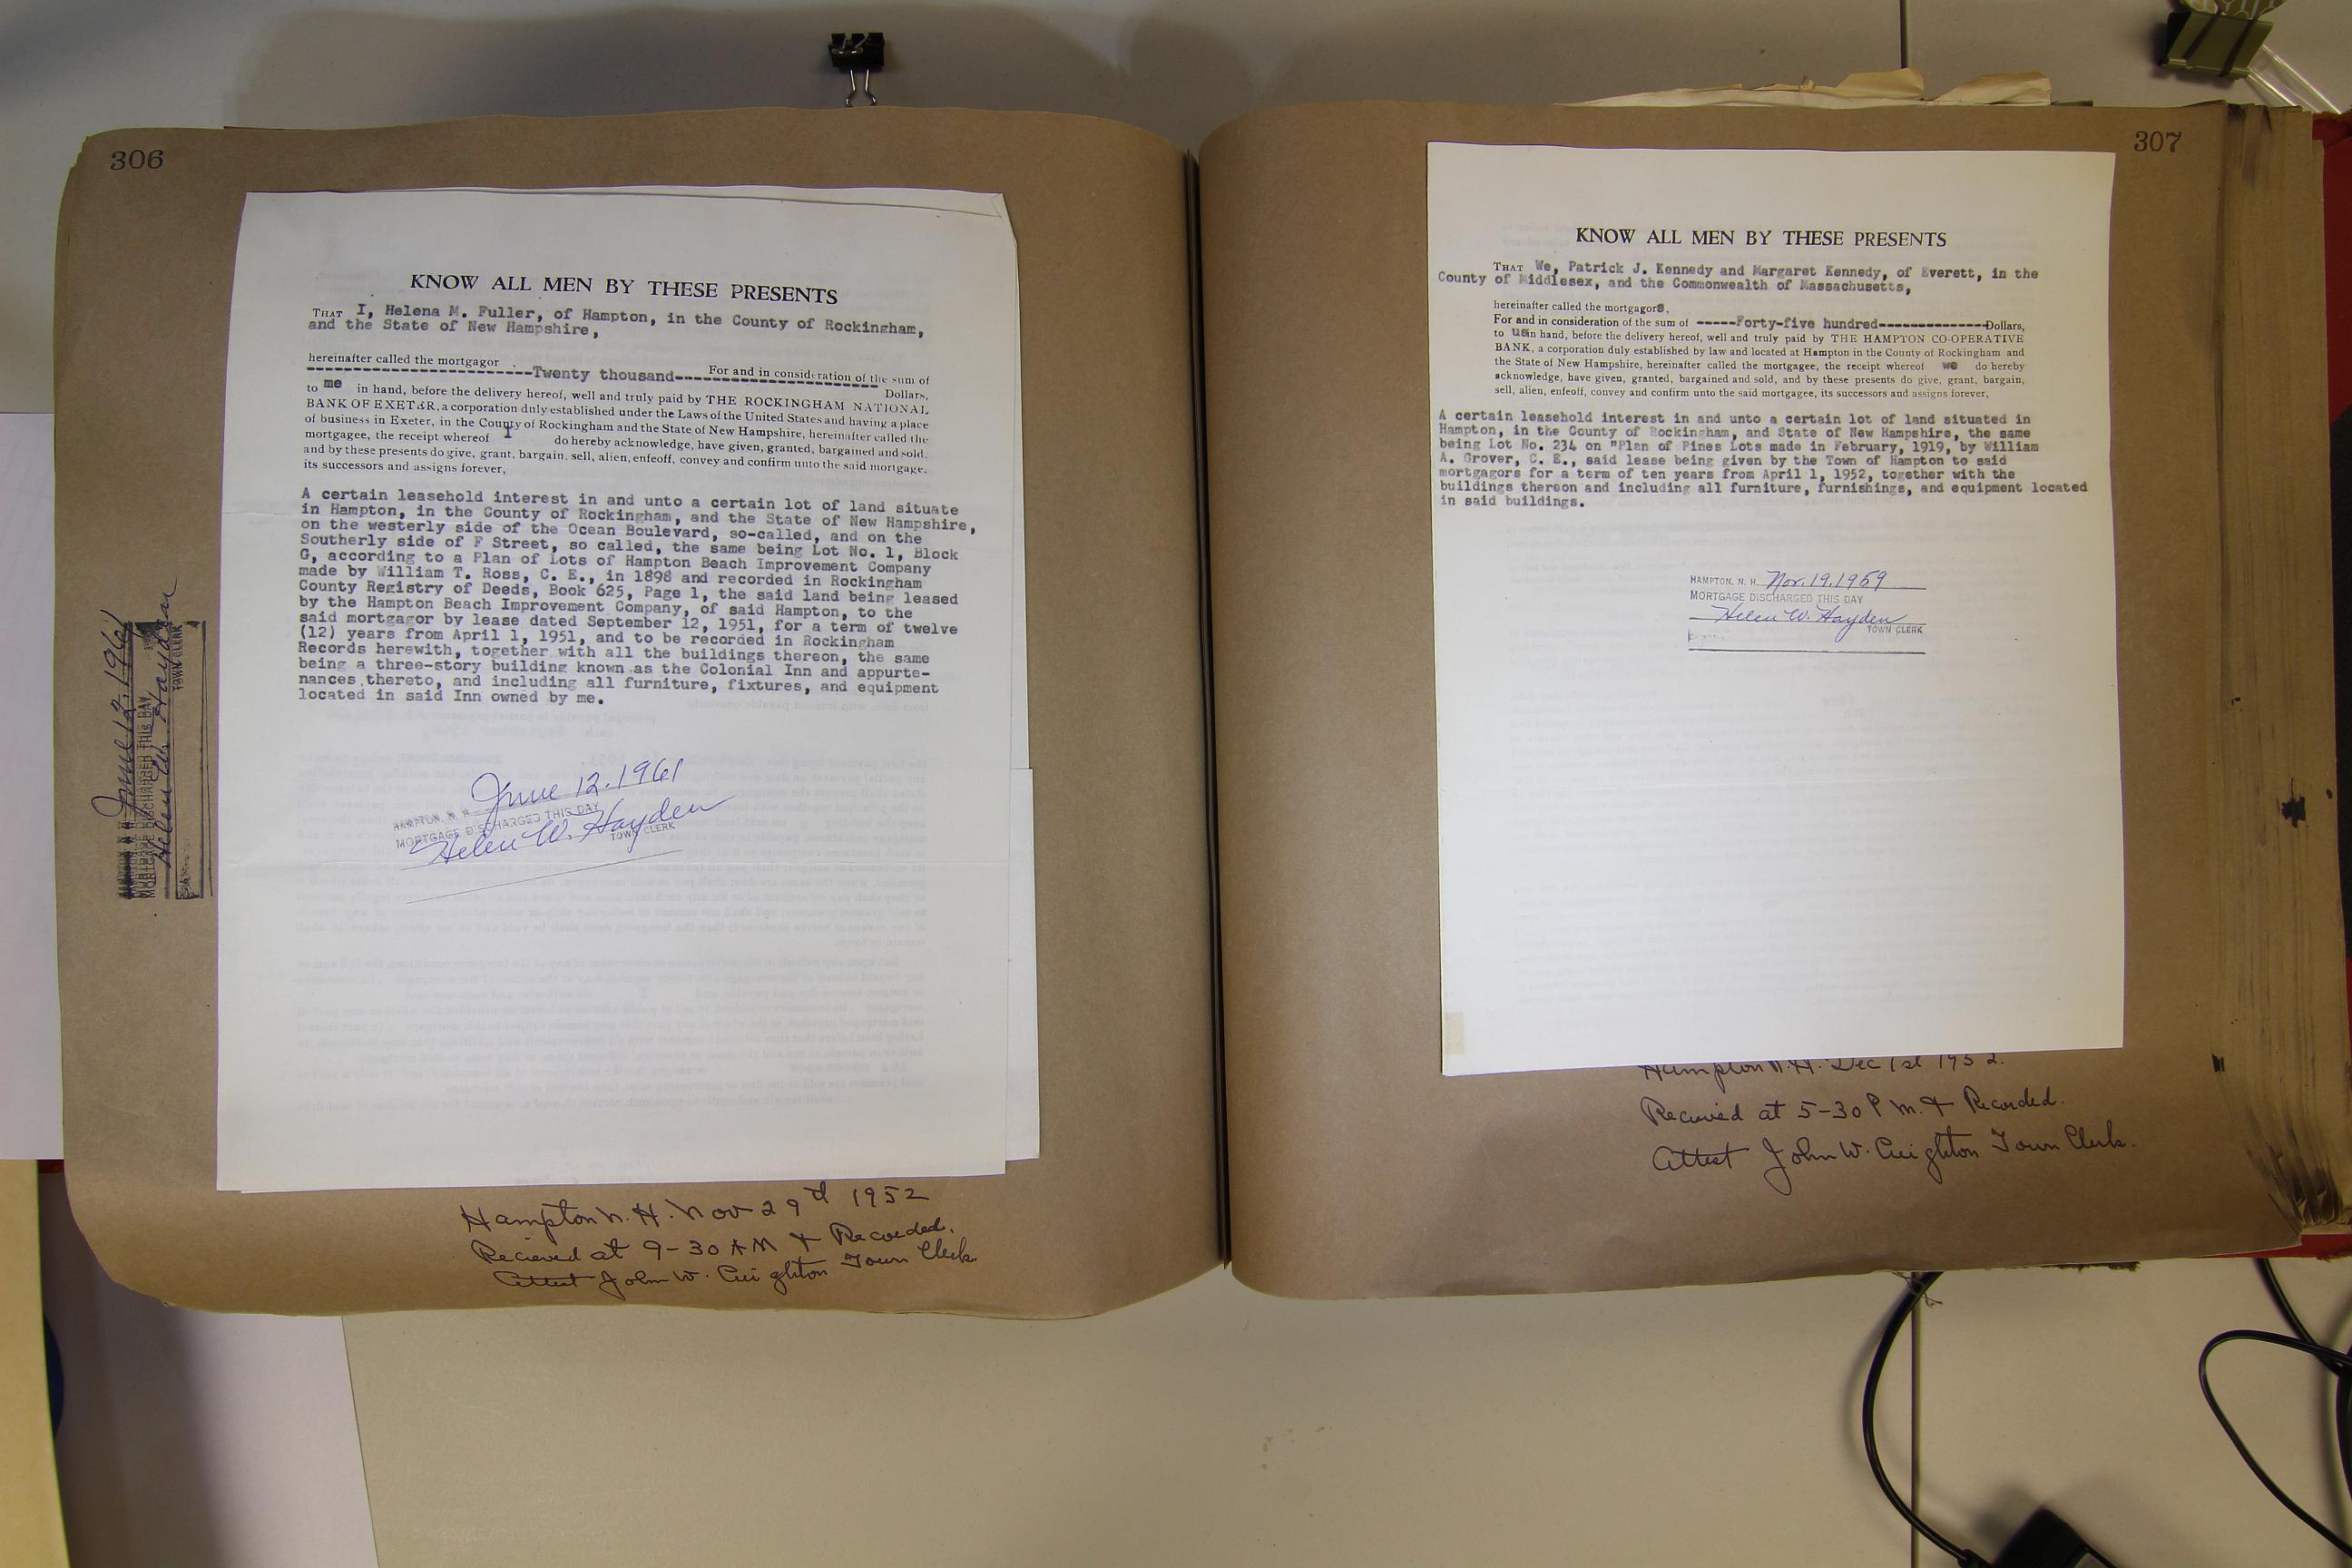 306
KNOW ALL MEN BY THESE PRESENTS
THAT I, Helena M. Fuller, of Hampton, in the County of Rockingham,
and the State of New Hampshire,
hereinafter called the mortgagor . For and in consideration of the sum of
------------------------Twenty thousand---------------------- Dollars,
to me in hand, before the delivery hereof, well and truly paid by THE ROCKINGHAM NATIONAL
BANK OF EXETER, a corporation duly established under the Laws of the United States and having a place
of business in Exeter, in the County of Rockingham and the State of New Hampshire, hereinafter called the
mortgagee, the receipt whereof I do hereby acknowledge, have given, granted, bargained and sold,
and by these presents do give, grant, bargain, sell, alien, enfeoff, convey and confirm unto the said mortgagee,
its successors and assigns forever,
A certain leasehold interest in and unto a certain lot of land situate
in Hampton, in the County of Rockingham, and the State of New Hampshire,
on the westerly side of the Ocean Boulevard, so-called, and on the
Southerly side of F Street, so called, the same being Lot No. 1, Block
G, according to a Plan of Lots of Hampton Beach Improvement Company
made by William T. Ross, C. E., in 1898 and recorded in Rockingham
County Registry of Deeds, Book 625, Page 1, the said land being leased
by the Hampton Beach Improvement Company, of said Hampton, to the
said mortgagor by lease dated September 12, 1951, for a term of twelve
(12) years from April 1, 1951, and to be recorded in Rockingham
Records herewith, together with all the buildings thereon, the same
being a three-story building known as the Colonial Inn and appurte-
nances thereto, and including all furniture, fixtures, and equipment
located in said Inn owned by me.
HAMPTON, N. H. June 12, 1961
MORTGAGE DISCHARGED THIS DAY
Helen W. Hayden
TOWN CLERK
June 12, 1961
MORTGAGE DISCHARGED THIS DAY
Helen W. Hayden
TOWN CLERK
Hampton N. H. Nov 29th 1952
Recieved at 9-30 AM & Recorded.
Attest John W. Creighton Town Clerk
307
KNOW ALL MEN BY THESE PRESENTS
THAT We, Patrick J. Kennedy and Margaret Kennedy, of Everett, in the
County of Middlesex, and the Commonwealth of Massachusetts,
hereinafter called the mortgagors,
For and in consideration of the sum of -----Forty-five hundred--------------Dollars,
to us in hand, before the delivery hereof, well and truly paid by THE HAMPTON CO-OPERATIVE
BANK, a corporation duly established by law and located at Hampton in the County of Rockingham and
the State of New Hampshire, hereinafter called the mortgagee, the receipt whereof we do hereby
acknowledge, have given, granted, bargained and sold, and by these presents do give, grant, bargain,
sell, alien, enfeoff, convey and confirm unto the said mortgagee, its successors and assigns forever,
A certain leasehold interest in and unto a certain lot of land situated in
Hampton, in the County of Rockingham, and State of New Hampshire, the same
being Lot No. 234 on "Plan of Pines Lots made in February, 1919, by William
A. Grover, C. E., said lease being given by the Town of Hampton to said
mortgagors for a term of ten years from April 1, 1952, together with the
buildings theron and including all furniture, furnishings, and equipment located
in said buildings.
HAMPTON, N. H. Nov. 19, 1959
MORTGAGE DISCHARGED THIS DAY
Helen W. Hayden
TOWN CLERK
Hampton N. H. Dec 1st 1952.
Recieved at 5-30 P M. & Recorded.
Attest John W. Creighton Town Clerk.